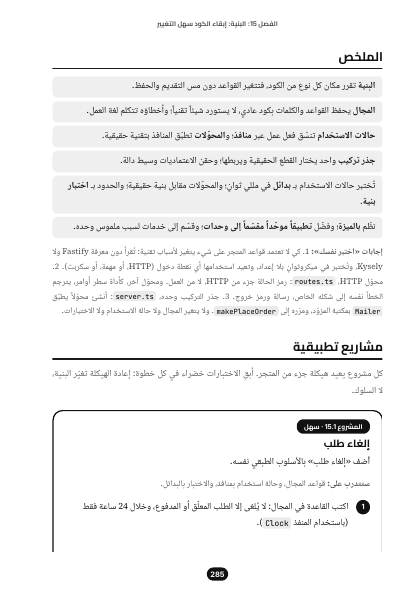 الفصل 15: البنية: إبقاء الكود سهل التغيير
الملخص
البنية تقرر مكان كل نوع من الكود، فتتغير القواعد دون مس التقديم والحفظ.
المجال يحفظ القواعد والكلمات بكود عادي، لا يستورد شيئًا تقنياً؛ وأخطاؤه تتكلم لغة العمل.
حالات الاستخدام تنسّق فعل عمل عبر منافذ؛ والمحوّلات تطبّق المنافذ بتقنية حقيقية.
جذر تركيب واحد يختار القطع الحقيقية ويربطها؛ وحقن الاعتماديات وسيط دالة.
تُختبر حالات الاستخدام بـ بدائل في مللي ثوانٍ؛ والمحوّلات مقابل بنية حقيقية؛ والحدود بـ اختبار
بنية.
نظّم بالميزة؛ وفضّل تطبيقاً موحّداً مقسّماً إلى وحدات؛ وقسّم إلى خدمات لسبب ملموس وحده.
إجابات «اختبر نفسك»: 1. كي لا تعتمد قواعد المتجر على شيء يتغير لأسباب تقنية: تُقرأ دون معرفة Fastify ولا
Kysely، وتُختبر في ميكروثوانٍ بلا إعداد، وتعيد استخدامها أي نقطة دخول (HTTP، أو مهمة، أو سكربت). 2.
محوّل HTTP، routes.ts: رمز الحالة جزء من HTTP، لا من العمل. ومحوّل آخر، كأداة سطر أوامر، يترجم
الخطأ نفسه إلى شكله الخاص، رسالة ورمز خروج. 3. جذر التركيب وحده، server.ts: أنشئ محوّلاً يطبّق
Mailer بمكتبة المزوّد، ومرّره إلى makePlaceOrder. ولا يتغير المجال ولا حالة الاستخدام ولا الاختبارات.
مشاريع تطبيقية
كل مشروع يعيد هيكلة جزء من المتجر. أبقِ الاختبارات خضراء في كل خطوة: إعادة الهيكلة تغيّر البنية،
لا السلوك.
المشروع 15.1 · سهل
إلغاء طلب
أضف «إلغاء طلب» بالأسلوب الطبقي نفسه.
ستتدرب على: قواعد المجال، وحالة استخدام بمنافذ، والاختبار بالبدائل.
1 اكتب القاعدة في المجال: لا يُلغى إلا الطلب المعلّق أو المدفوع، وخلال 24 ساعة فقط
(باستخدام المنفذ Clock).
285